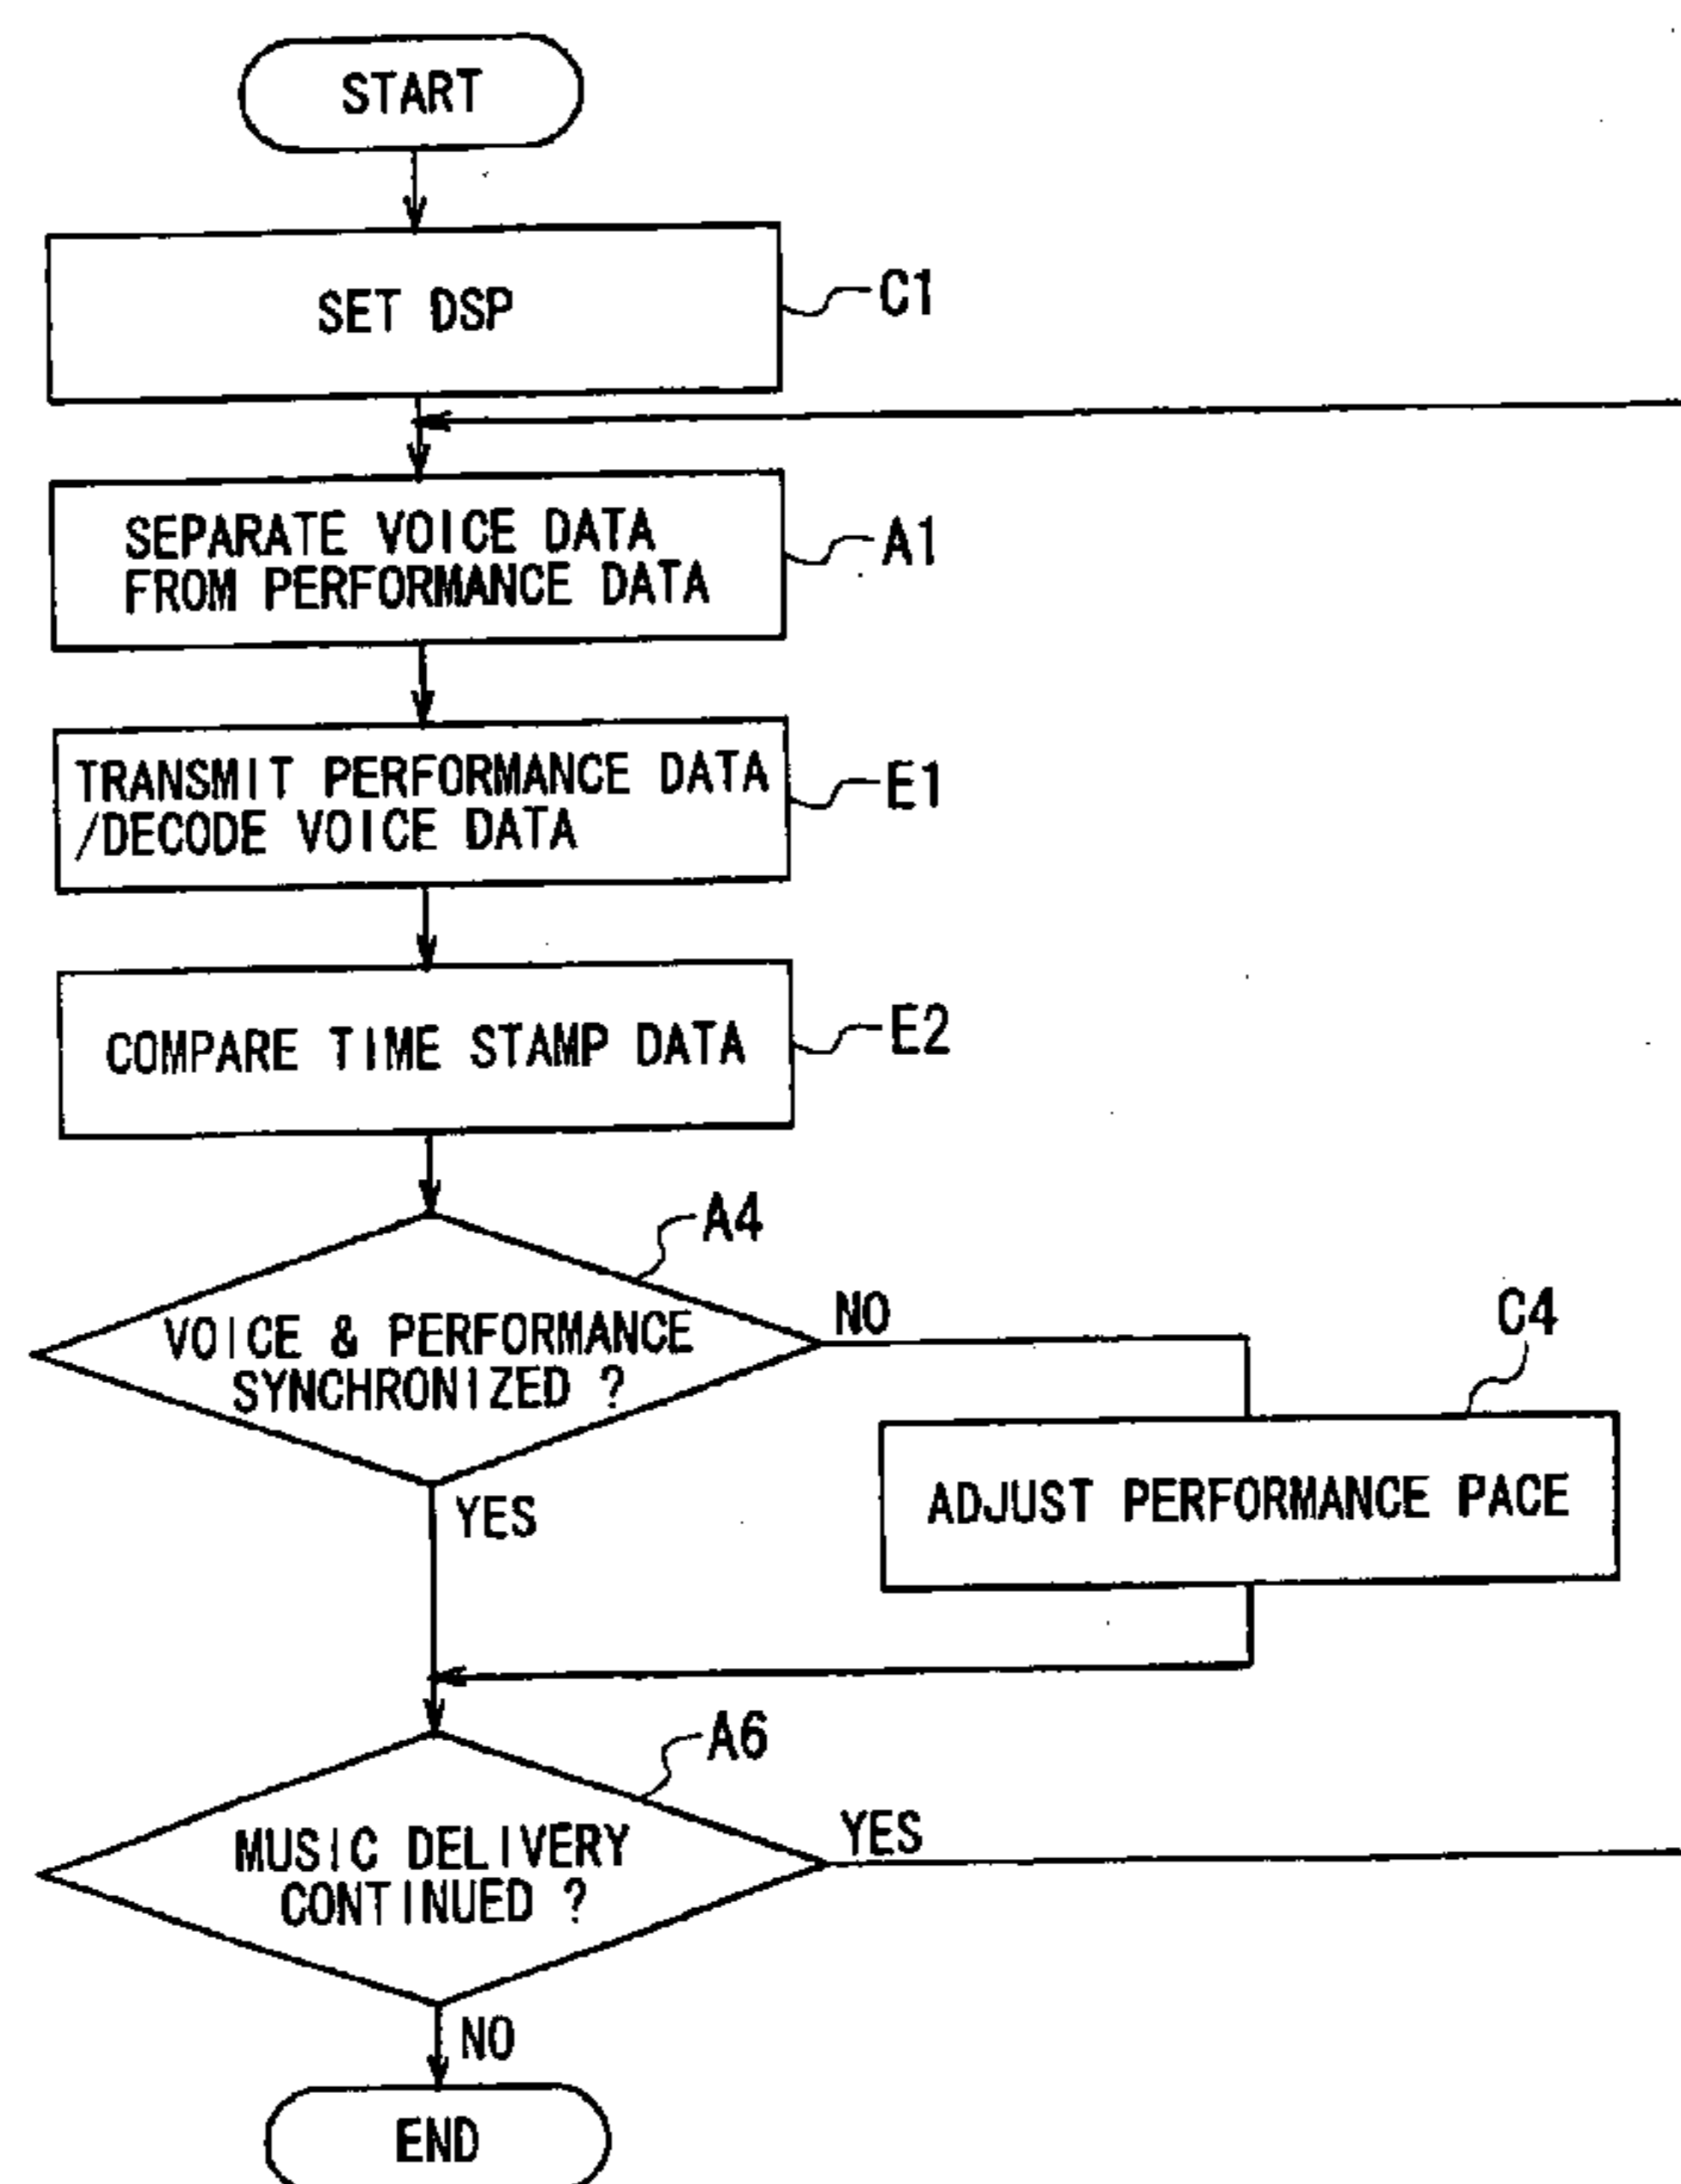 START
SET DSP
C1
SEPARATE VOICE DATA
FROM PERFORMANCE DATA
A1
TRANSMIT PERFORMANCE DATA
/DECODE VOICE DATA
E1
COMPARE TIME STAMP DATA
E2
A4
VOICE & PERFORMANCE
SYNCHRONIZED ?
NO
YES
C4
ADJUST PERFORMANCE PACE
A6
MUSIC DELIVERY
CONTINUED ?
YES
NO
END